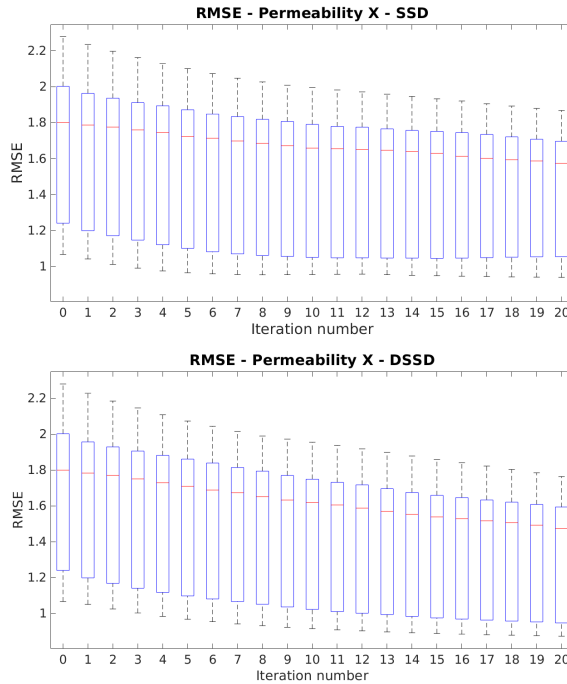 RMSE - Permeability X - SSD
2.2
2
1.8
1.6
1.4
1.2
1
RMSE
0 1 2 3 4 5 6 7 8 9 10 11 12 13 14 15 16 17 18 19 20
Iteration number
RMSE - Permeability X - DSSD
2.2
2
1.8
1.6
1.4
1.2
1
RMSE
0 1 2 3 4 5 6 7 8 9 10 11 12 13 14 15 16 17 18 19 20
Iteration number